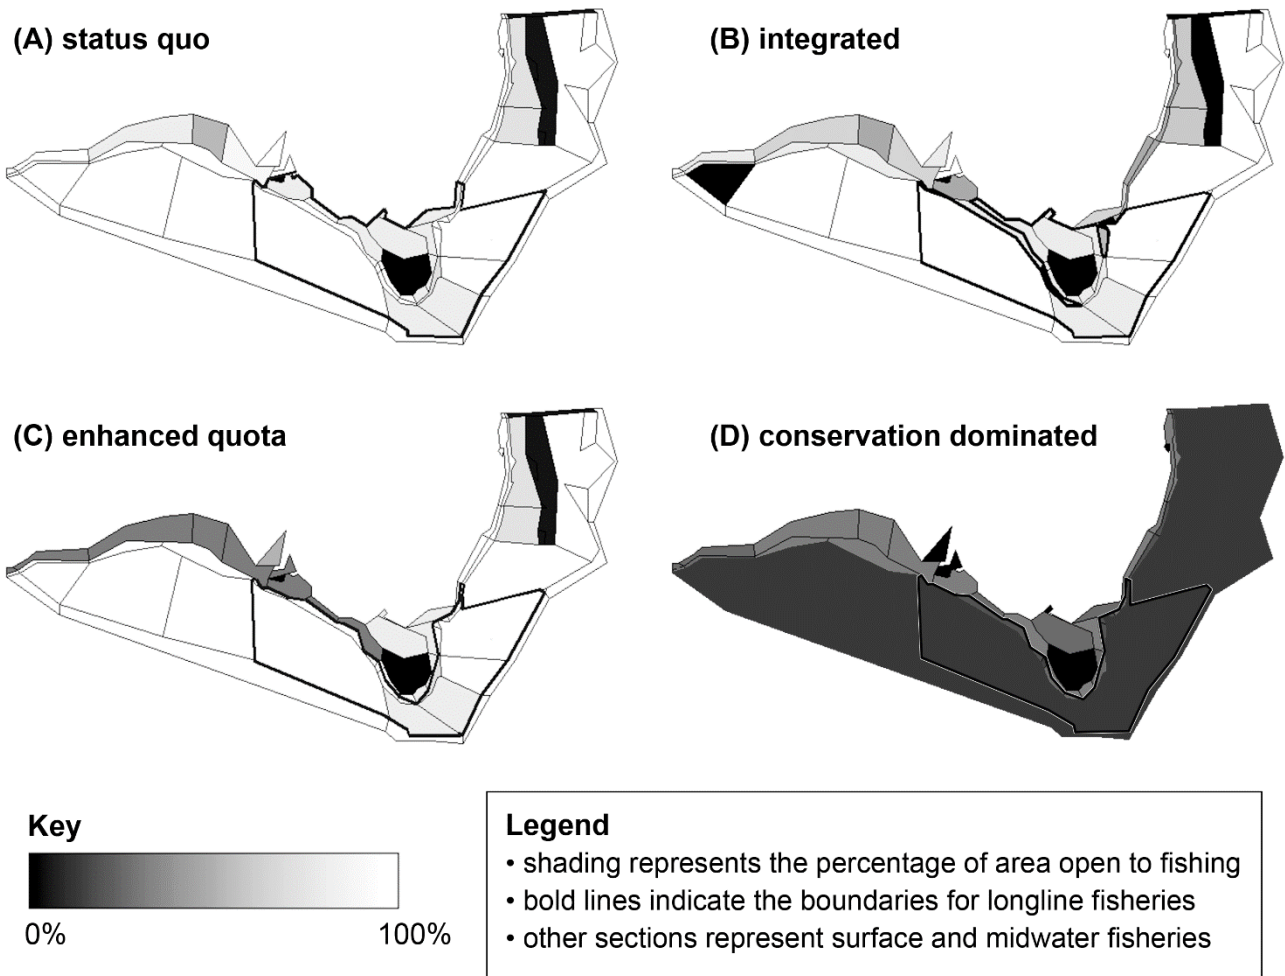 (A) status quo
(B) integrated
(C) enhanced quota
(D) conservation dominated
Key
0%
100%
Legend
• shading represents the percentage of area open to fishing
• bold lines indicate the boundaries for longline fisheries
• other sections represent surface and midwater fisheries